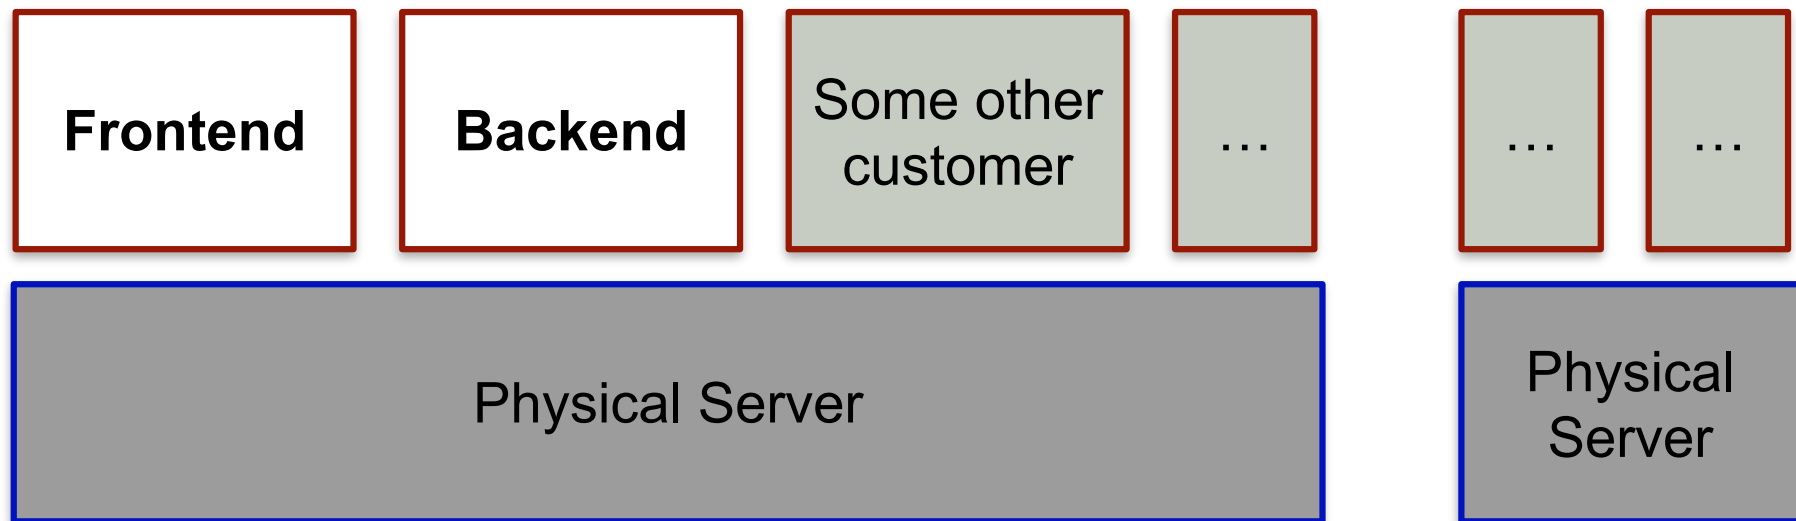 Frontend
Backend
Some other
customer
…
…
…
Physical Server
Physical
Server